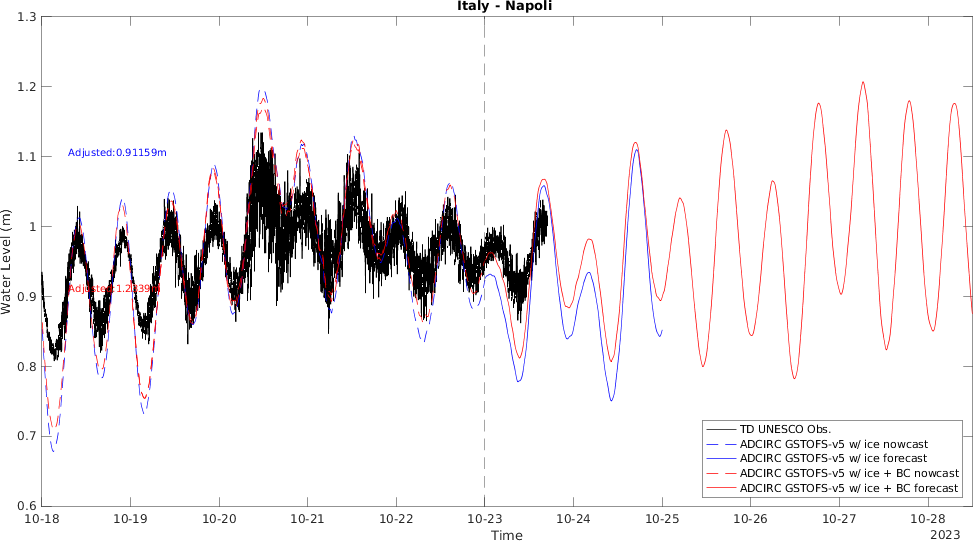 Italy - Napoli
1.3
1.2
1.1
1
0.9
0.8
0.7
0.6
Water Level (m)
Adjusted:0.91159m
10-18
10-19
10-20
10-21
10-22
10-23
10-24
10-25
10-26
10-27
10-28
2023
Time
TD UNESCO Obs.
ADCIRC GSTOFS-v5 w/ ice nowcast
ADCIRC GSTOFS-v5 w/ ice forecast
ADCIRC GSTOFS-v5 w/ ice + BC nowcast
ADCIRC GSTOFS-v5 w/ ice + BC forecast